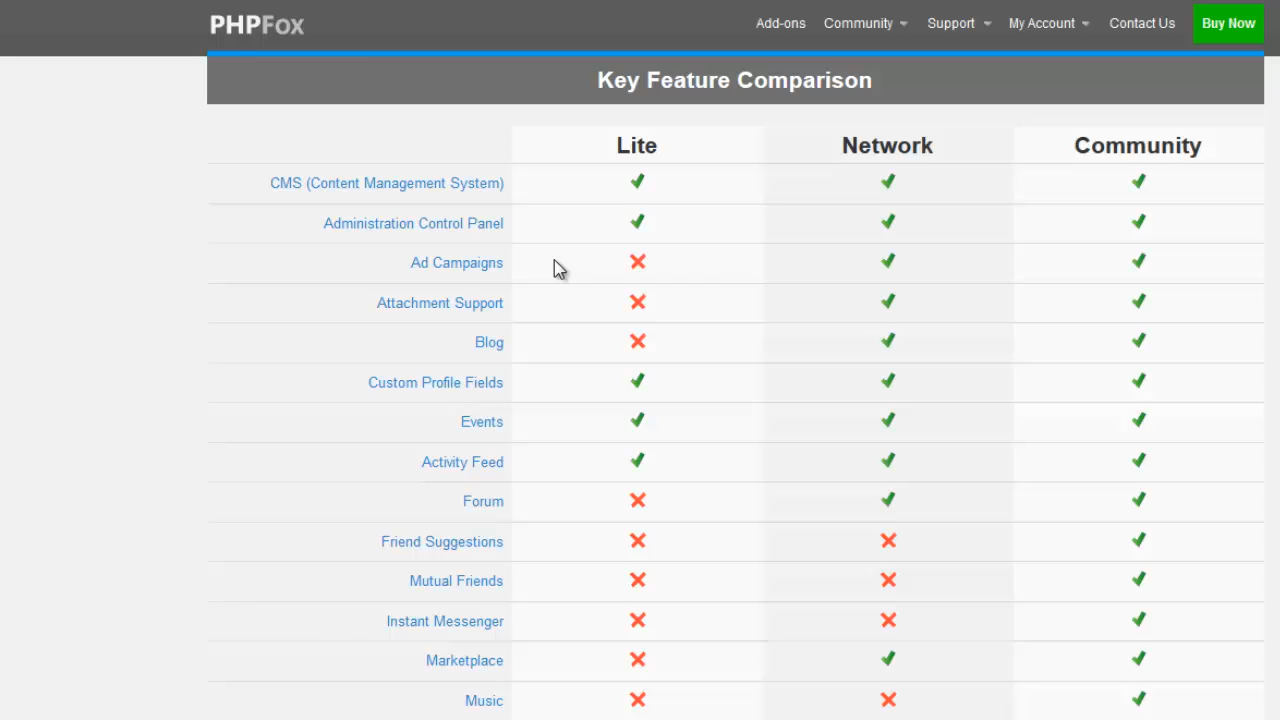 PHPFOX
Add-ons Community Support My Account Contact Us Buy Now
Key Feature Comparison
Lite Network Community
CMS (Content Management System)
Administration Control Panel
Ad Campaigns
Attachment Support
Blog
Custom Profile Fields
Events
Activity Feed
Forum
Friend Suggestions
Mutual Friends
Instant Messenger
Marketplace
Music